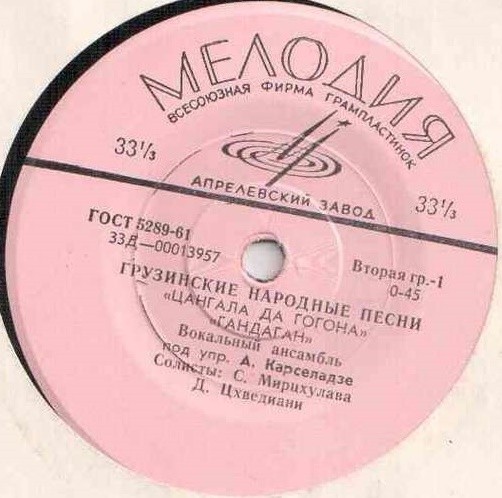 МЕЛОДИЯ
ВСЕСОЮЗНАЯ ФИРМА ГРАМПЛАСТИНОК
33⅓ 33⅓
АПРЕЛЕВСКИЙ ЗАВОД
ГОСТ 5289-61
33Д—00013957
Вторая гр.-1
0-45
ГРУЗИНСКИЕ НАРОДНЫЕ ПЕСНИ
«ЦАНГАЛА ДА ГОГОНА»
«ГАНДАГАН»
Вокальный ансамбль
под упр. А. Карселадзе
Солисты: С. Мирцхулава
Д. Цхведиани